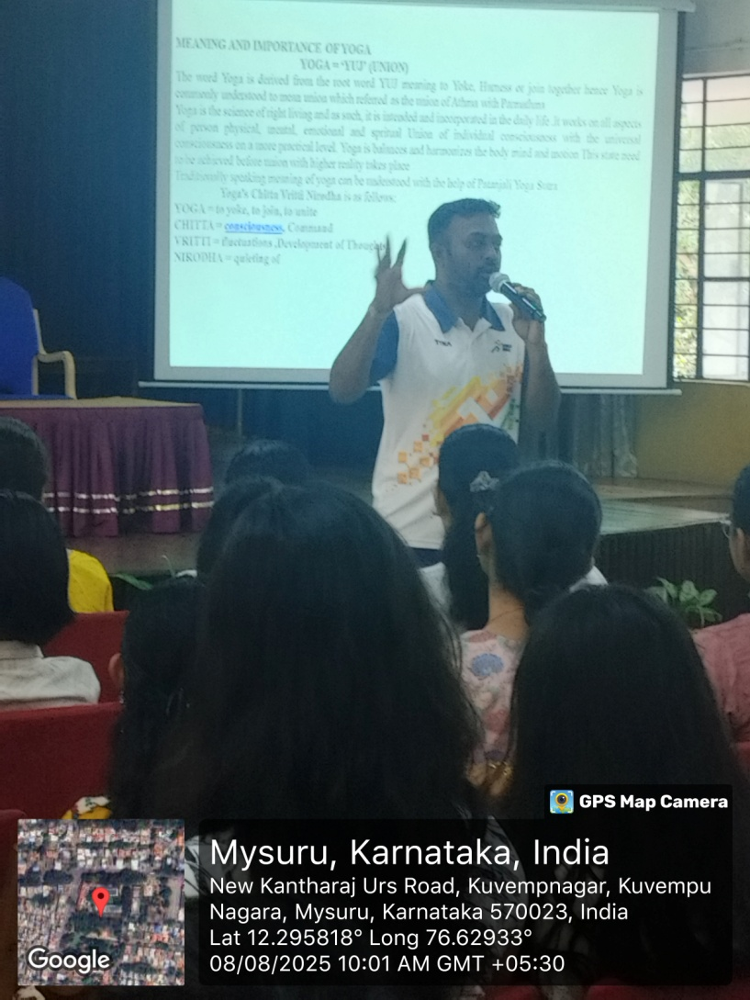 MEANING AND IMPORTANCE OF YOGA
YOGA = 'YUJ' (UNION)
The word Yoga is derived from the root word YUJ meaning to Yoke, Harness or join together hence Yoga is
commonly understood to mean union which referred as the union of Athma with Parmathma
Yoga is the science of right living and as such, it is intended and incorporated in the daily life .It works on all aspects
of person physical, mental, emotional and spritual Union of individual consciousness with the universal
consciousness on a more practical level. Yoga is balances and harmonizes the body mind and This state need
to be achieved before union with higher reality takes place
Traditionally speaking meaning of yoga can be understood with the help of Patanjali Yoga Sutra
Yoga's Chitta Vritti Nirodha is as follows:
YOGA = to yoke, to join, to unite
CHITTA = consciousness, Command
VRITTI = fluctuations ,Development of Thought
NIRODHA = quieting of
GPS Map Camera
Mysuru, Karnataka, India
New Kantharaj Urs Road, Kuvempnagar, Kuvempu
Nagara, Mysuru, Karnataka 570023, India
Lat 12.295818° Long 76.62933°
08/08/2025 10:01 AM GMT +05:30
Google